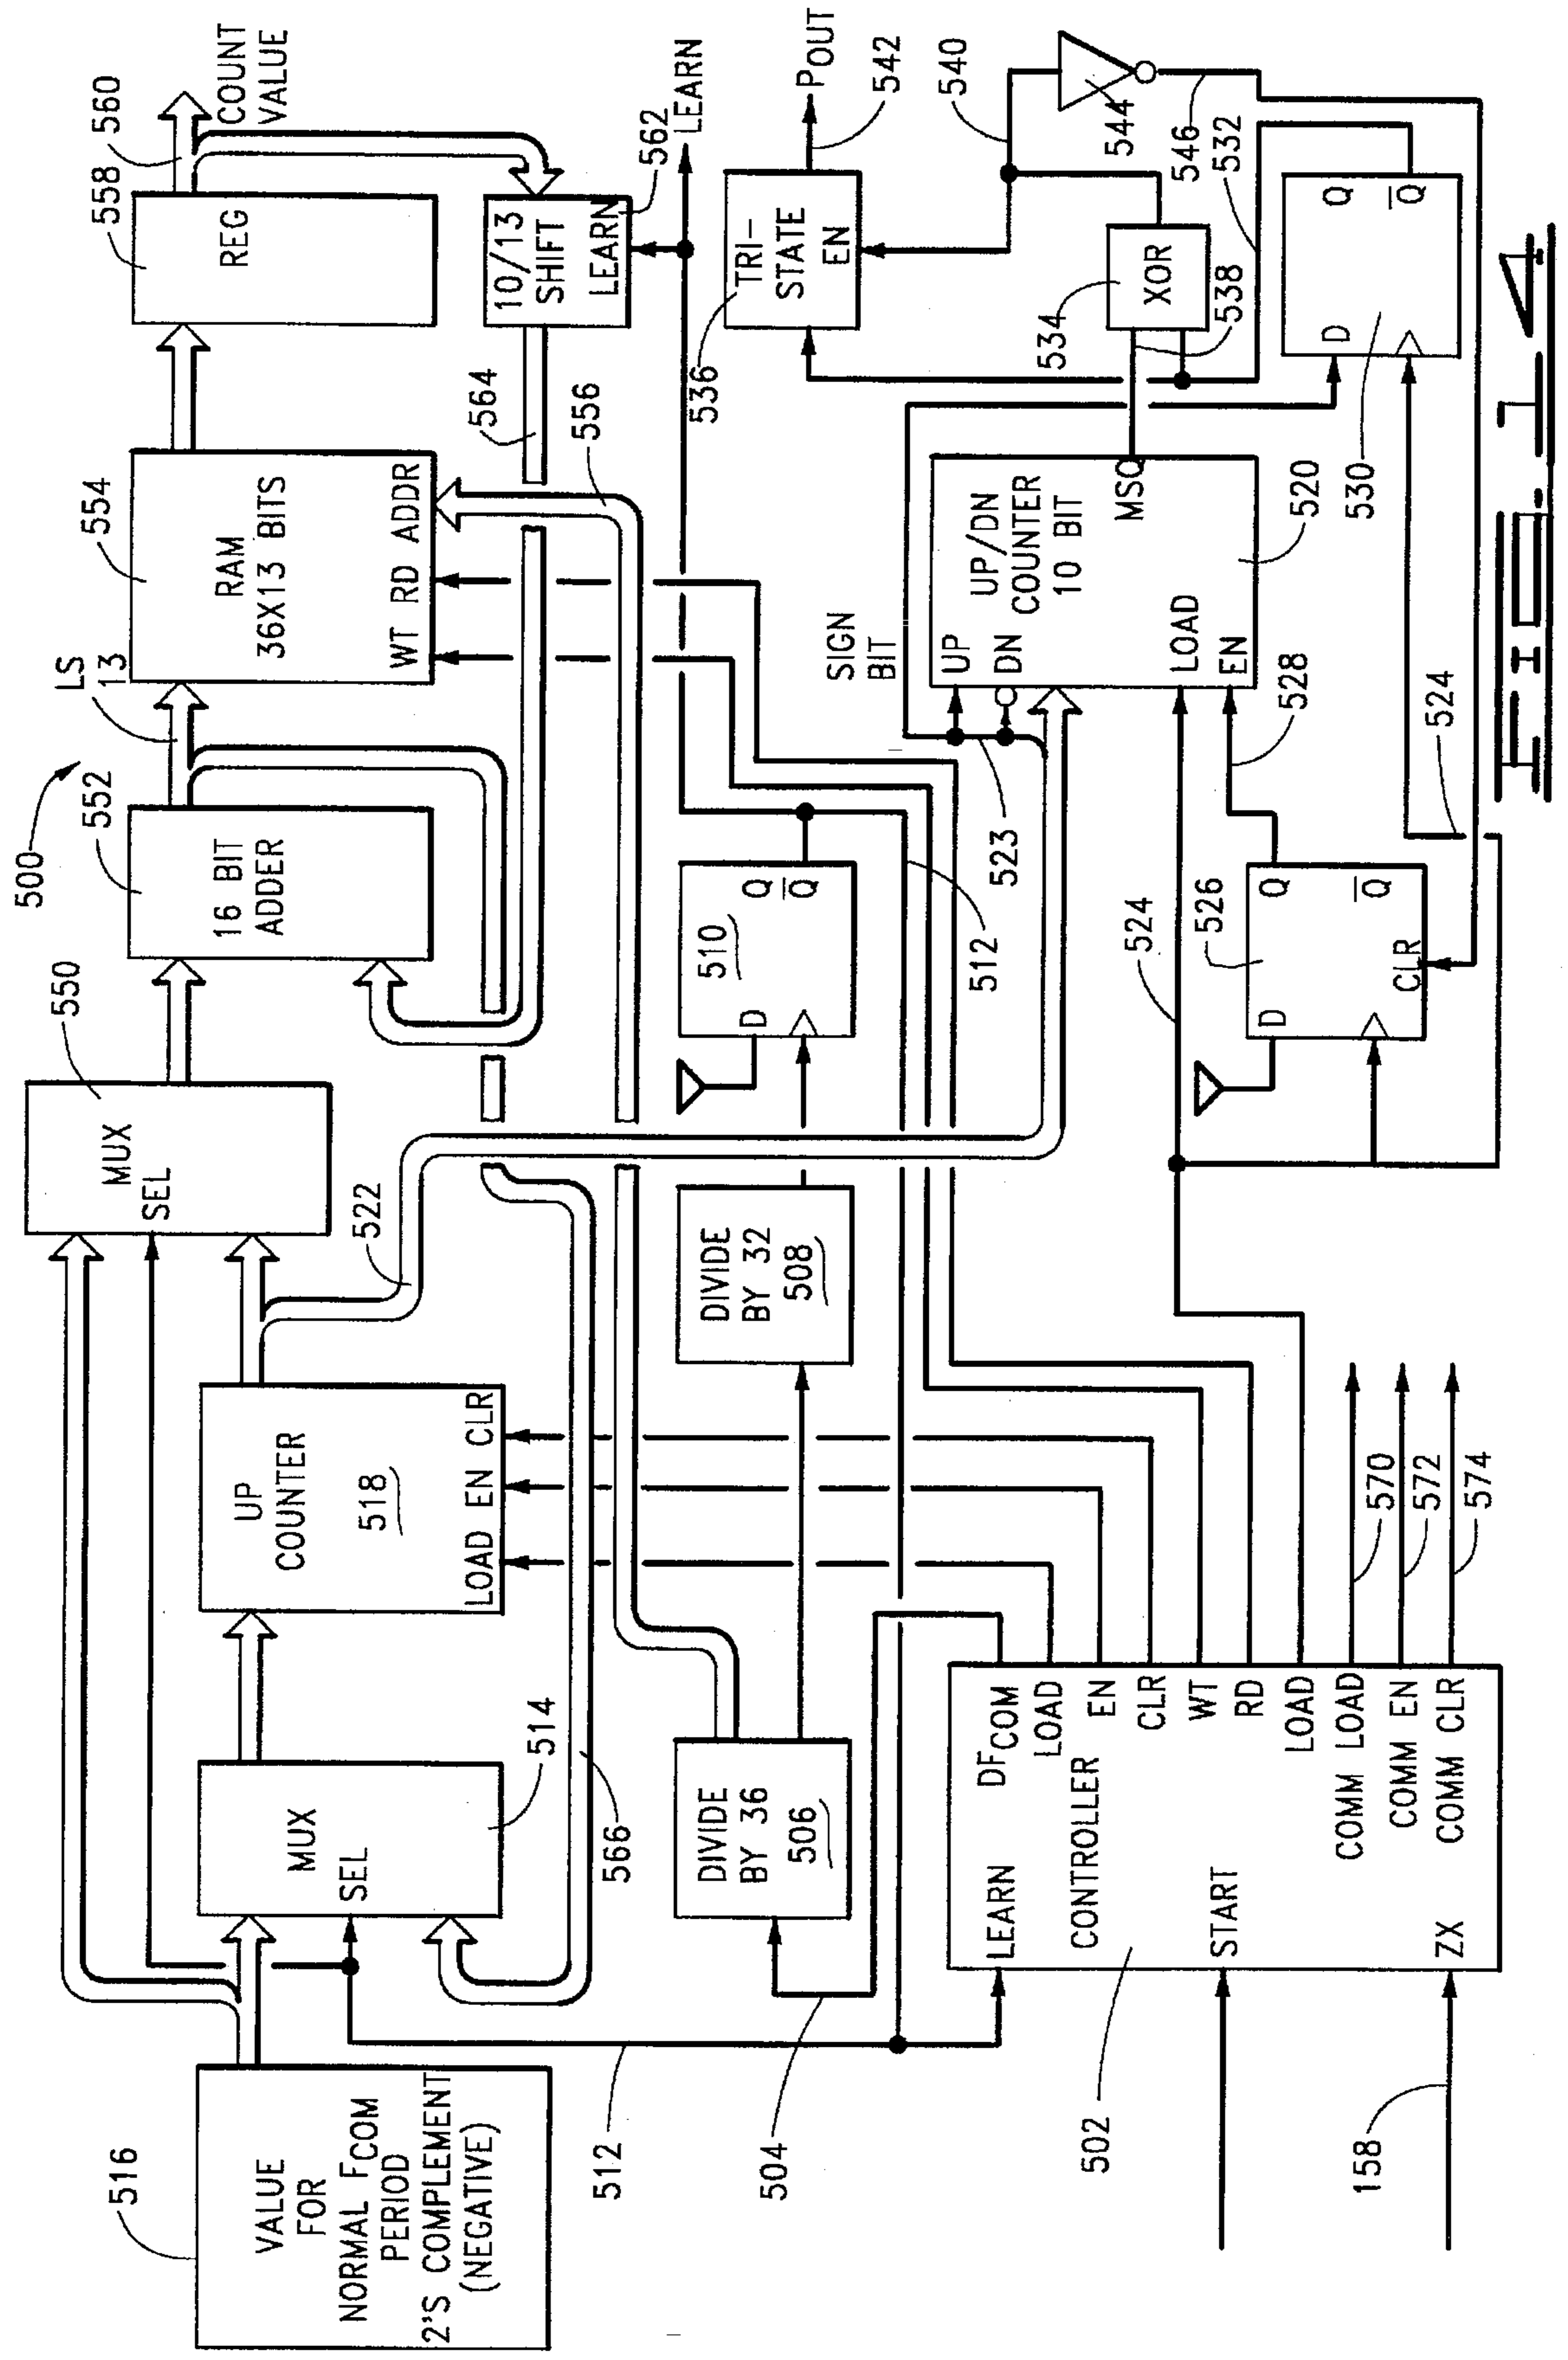 500
516
VALUE
FOR
NORMAL FCOM
PERIOD
2'S COMPLEMENT
(NEGATIVE)
MUX
SEL
514
UP
COUNTER
518
LOAD EN CLR
522
MUX
SEL
550
16 BIT
ADDER
552
LS
13
RAM
36X13 BITS
WT RD ADDR
554
REG
558
560
COUNT
VALUE
10/13
SHIFT
LEARN
562
564
556
566
LEARN
512
504
DIVIDE
BY 36
506
DIVIDE
BY 32
508
510
D
Q
Q
512
523
SIGN
BIT
UP
DN
UP/DN
COUNTER
10 BIT
MSO
LOAD
EN
520
536
TRI-
STATE
EN
POUT
542
540
544
546
532
534
XOR
538
D
Q
Q
530
524
524
528
526
D
Q
Q
CLR
502
LEARN
CONTROLLER
START
ZX
158
DFCOM
LOAD
EN
CLR
WT
RD
LOAD
COMM LOAD
COMM EN
COMM CLR
570
572
574
FIG_4